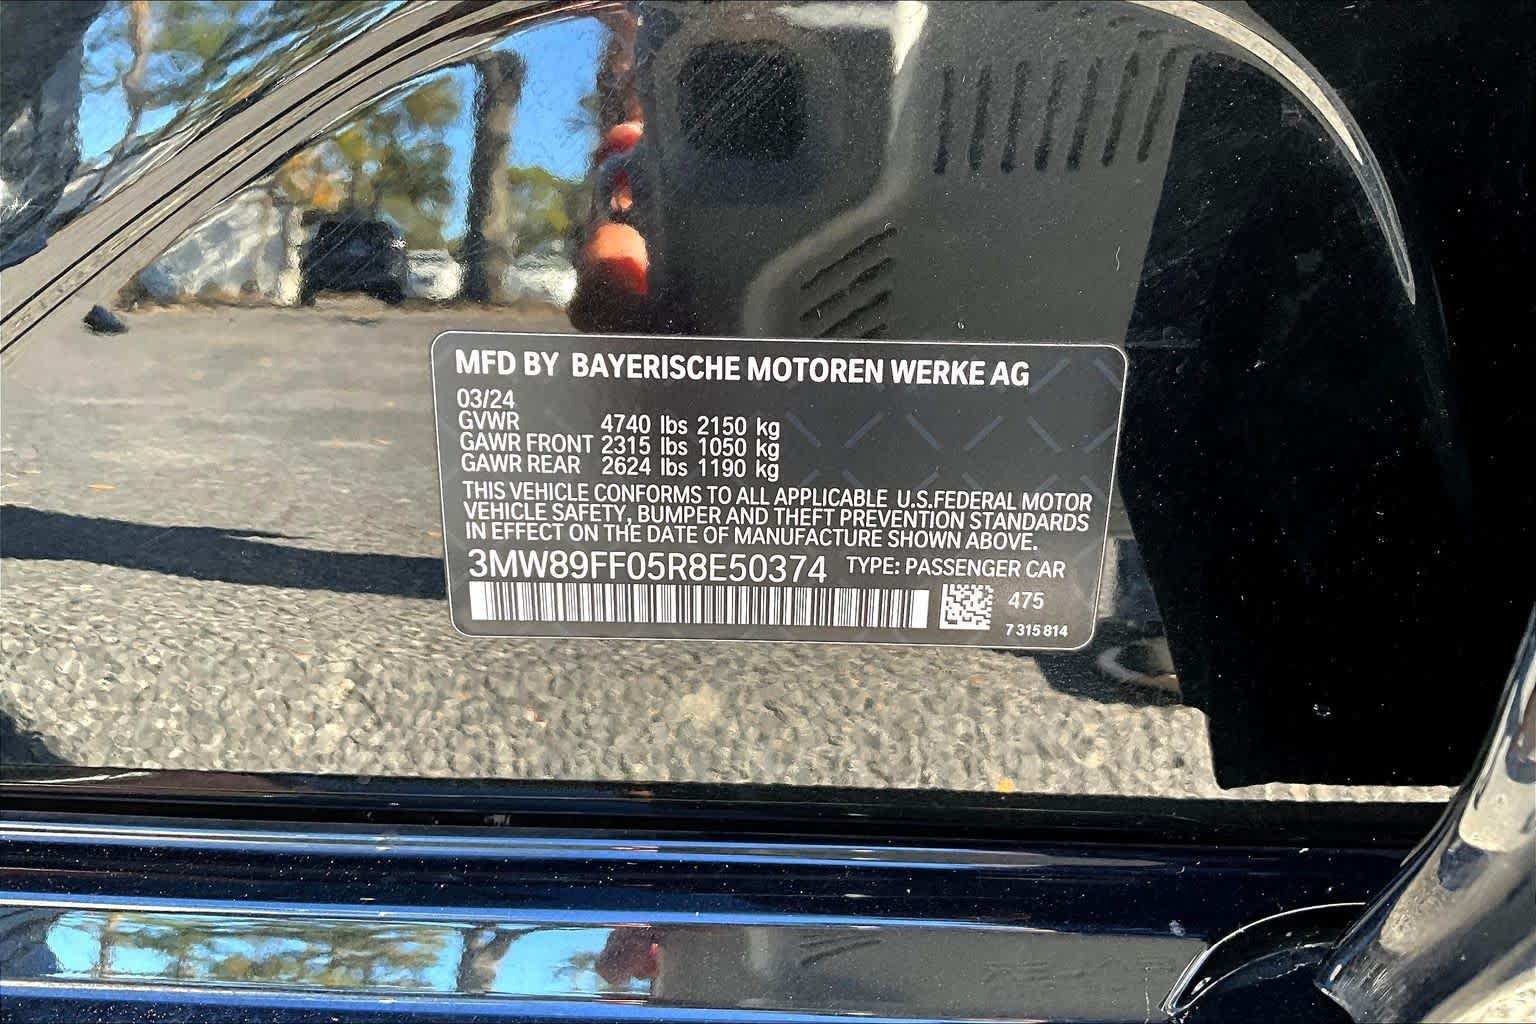 MFD BY BAYERISCHE MOTOREN WERKE AG
03/24
GVWR 4740 lbs 2150 kg
GAWR FRONT 2315 lbs 1050 kg
GAWR REAR 2624 lbs 1190 kg
THIS VEHICLE CONFORMS TO ALL APPLICABLE U.S.FEDERAL MOTOR
VEHICLE SAFETY, BUMPER AND THEFT PREVENTION STANDARDS
IN EFFECT ON THE DATE OF MANUFACTURE SHOWN ABOVE.
3MW89FF05R8E50374 TYPE: PASSENGER CAR
475
7 315 814